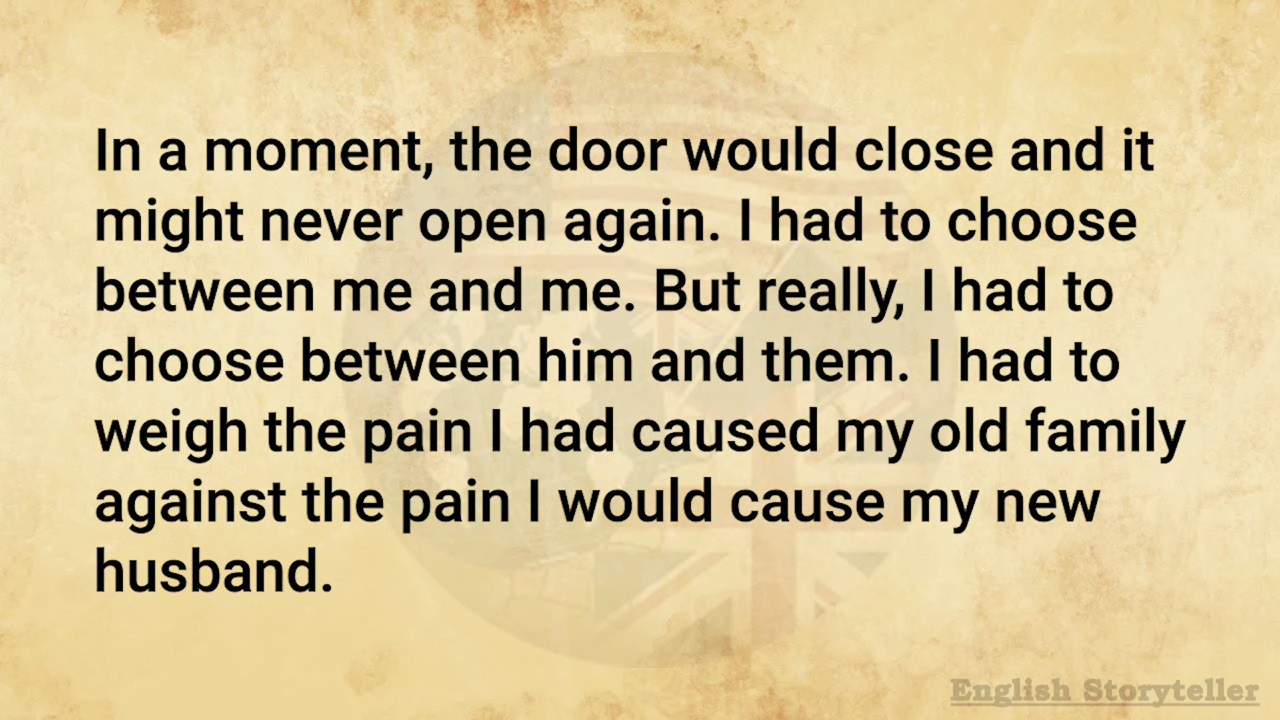 In a moment, the door would close and it
might never open again. I had to choose
between me and me. But really, I had to
choose between him and them. I had to
weigh the pain I had caused my old family
against the pain I would cause my new
husband.
English Storyteller